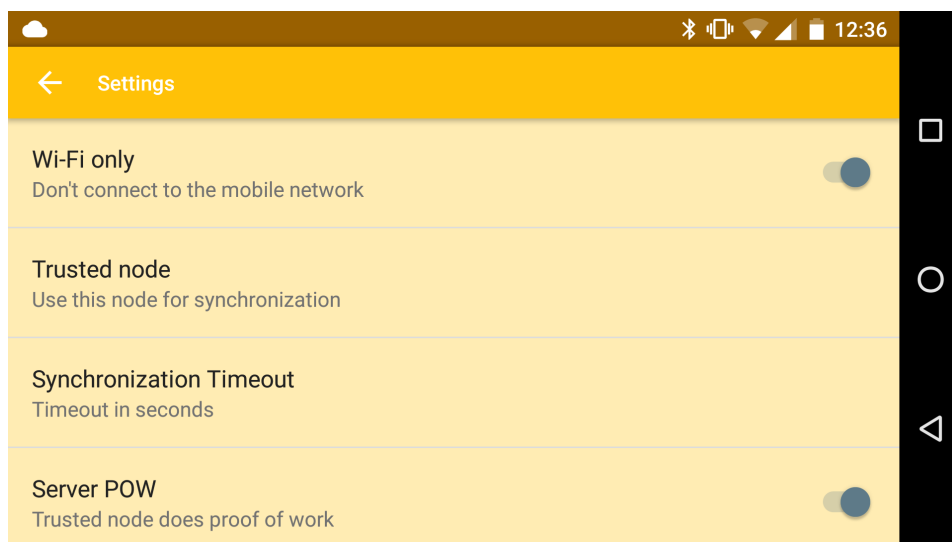 12:36
Settings
Wi-Fi only
Don't connect to the mobile network
Trusted node
Use this node for synchronization
Synchronization Timeout
Timeout in seconds
Server POW
Trusted node does proof of work